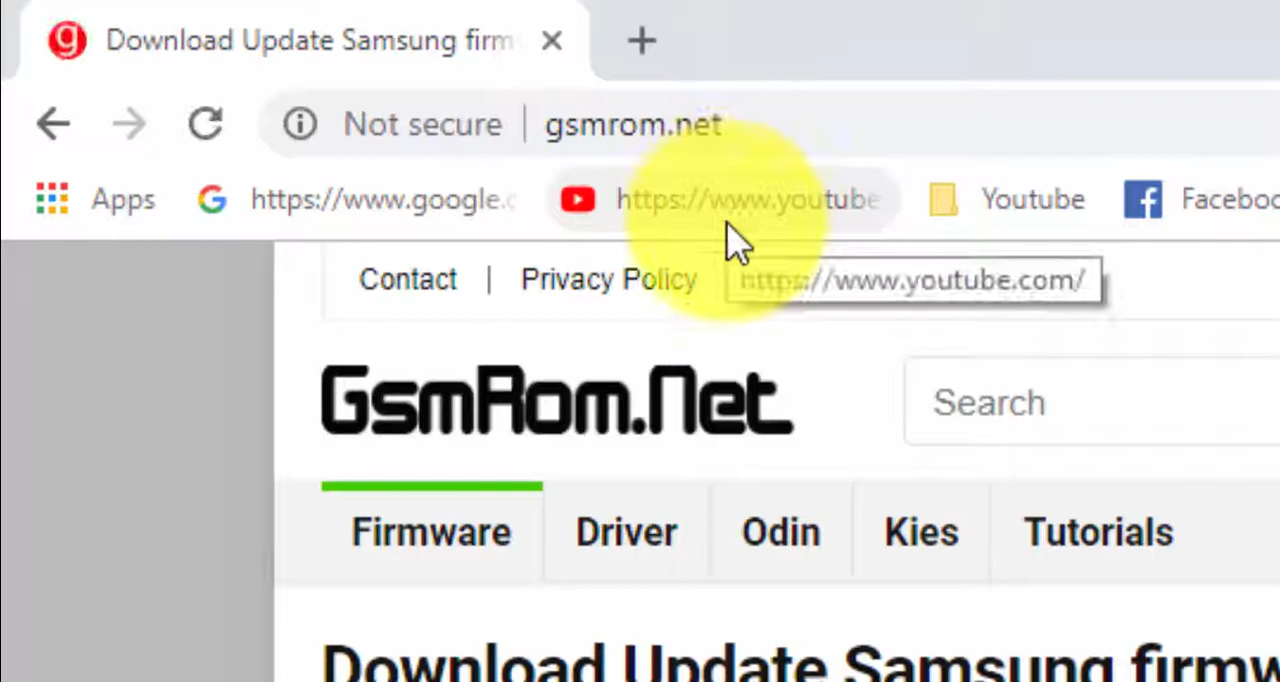 Download Update Samsung firm
Not secure | gsmrom.net
Apps https://www.google.c https://www.youtube Youtube Faceboo
Contact | Privacy Policy https://www.youtube.com/
GsmRom.Net Search
Firmware Driver Odin Kies Tutorials
Download Update Samsung firmw